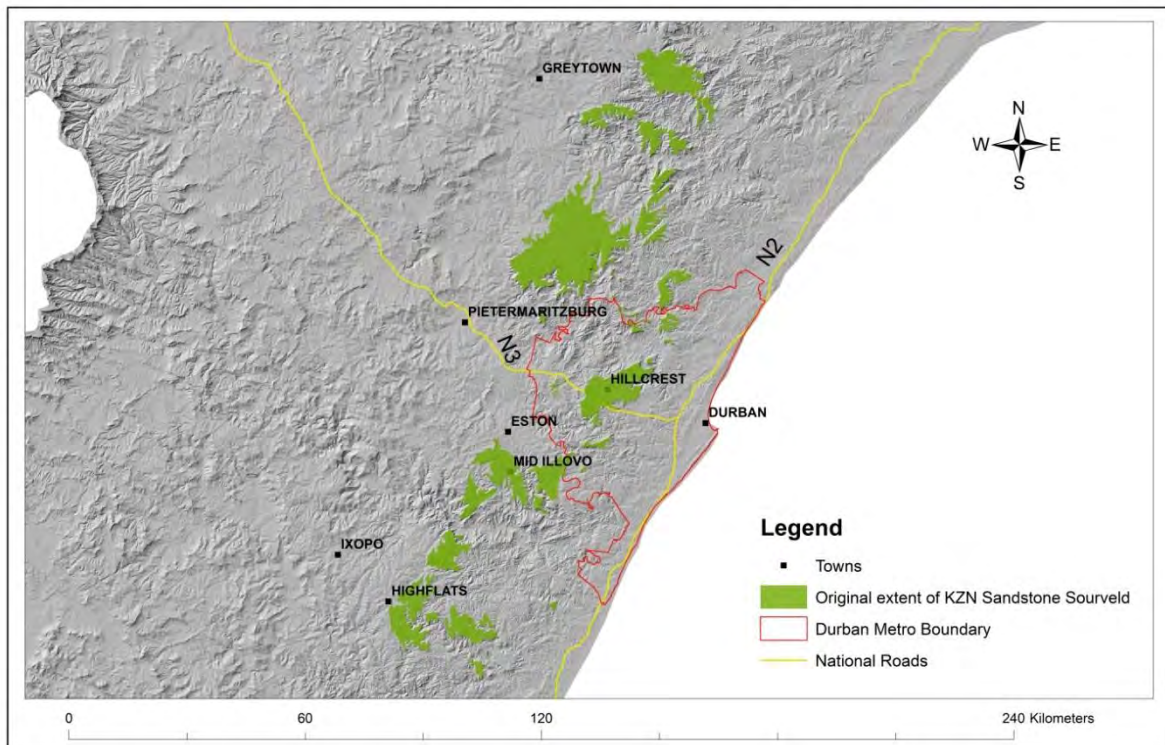 GREYTOWN
N
W
E
S
N2
PIETERMARITZBURG
N3
HILLCREST
DURBAN
ESTON
MID ILLOVO
IXOPO
HIGHFLATS
Legend
Towns
Original extent of KZN Sandstone Sourveld
Durban Metro Boundary
National Roads
0 60 120 240 Kilometers